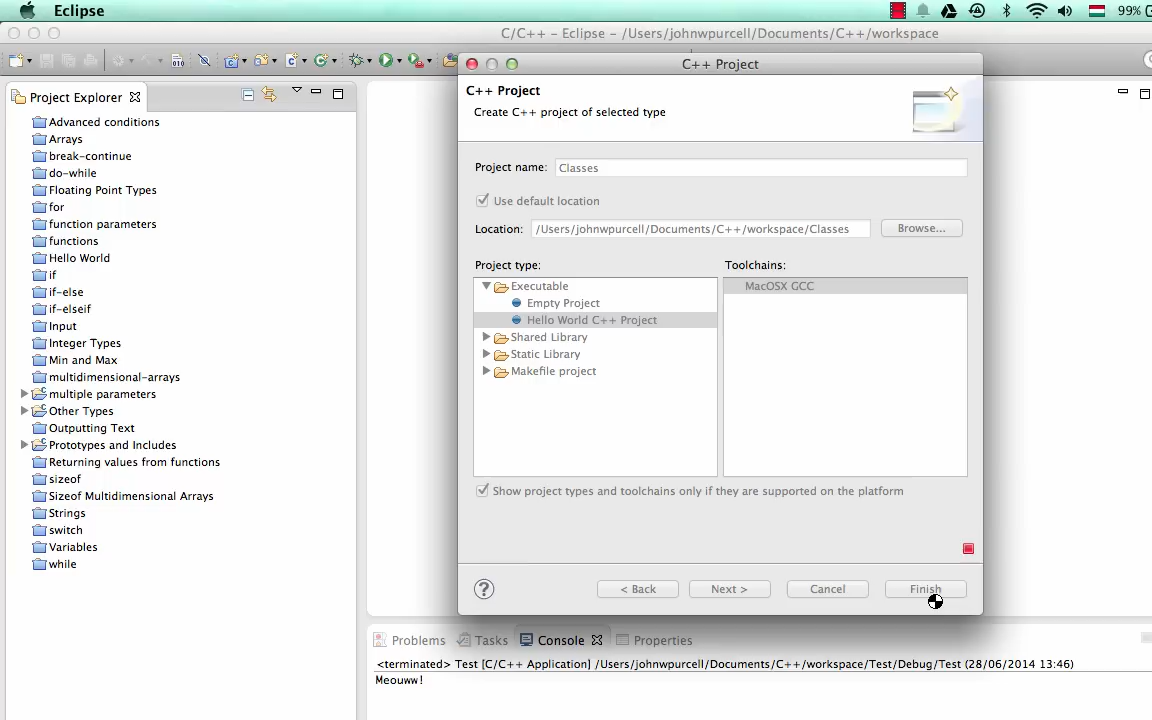 Eclipse
99%
C/C++ – Eclipse – /Users/johnwpurcell/Documents/C++/workspace
C++ Project
Project Explorer
Advanced conditions
Arrays
break-continue
do-while
Floating Point Types
for
function parameters
functions
Hello World
if
if-else
if-elseif
Input
Integer Types
Min and Max
multidimensional-arrays
multiple parameters
Other Types
Outputting Text
Prototypes and Includes
Returning values from functions
sizeof
Sizeof Multidimensional Arrays
Strings
switch
Variables
while
C++ Project
Create C++ project of selected type
Project name: Classes
Use default location
Location: /Users/johnwpurcell/Documents/C++/workspace/Classes Browse...
Project type: Toolchains:
Executable MacOSX GCC
Empty Project
Hello World C++ Project
Shared Library
Static Library
Makefile project
Show project types and toolchains only if they are supported on the platform
? < Back Next > Cancel Finish
Problems Tasks Console Properties
<terminated> Test [C/C++ Application] /Users/johnwpurcell/Documents/C++/workspace/Test/Debug/Test (28/06/2014 13:46)
Meouww!